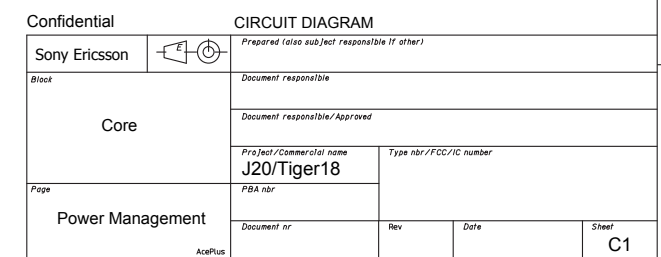 Confidential
CIRCUIT DIAGRAM
Sony Ericsson
E
Prepared (also subject responsible if other)
Block
Core
Document responsible
Document responsible/Approved
Project/Commercial name
J20/Tiger18
Type nbr/FCC/IC number
Page
Power Management
AcePlus
PBA nbr
Document nr
Rev
Date
Sheet
C1